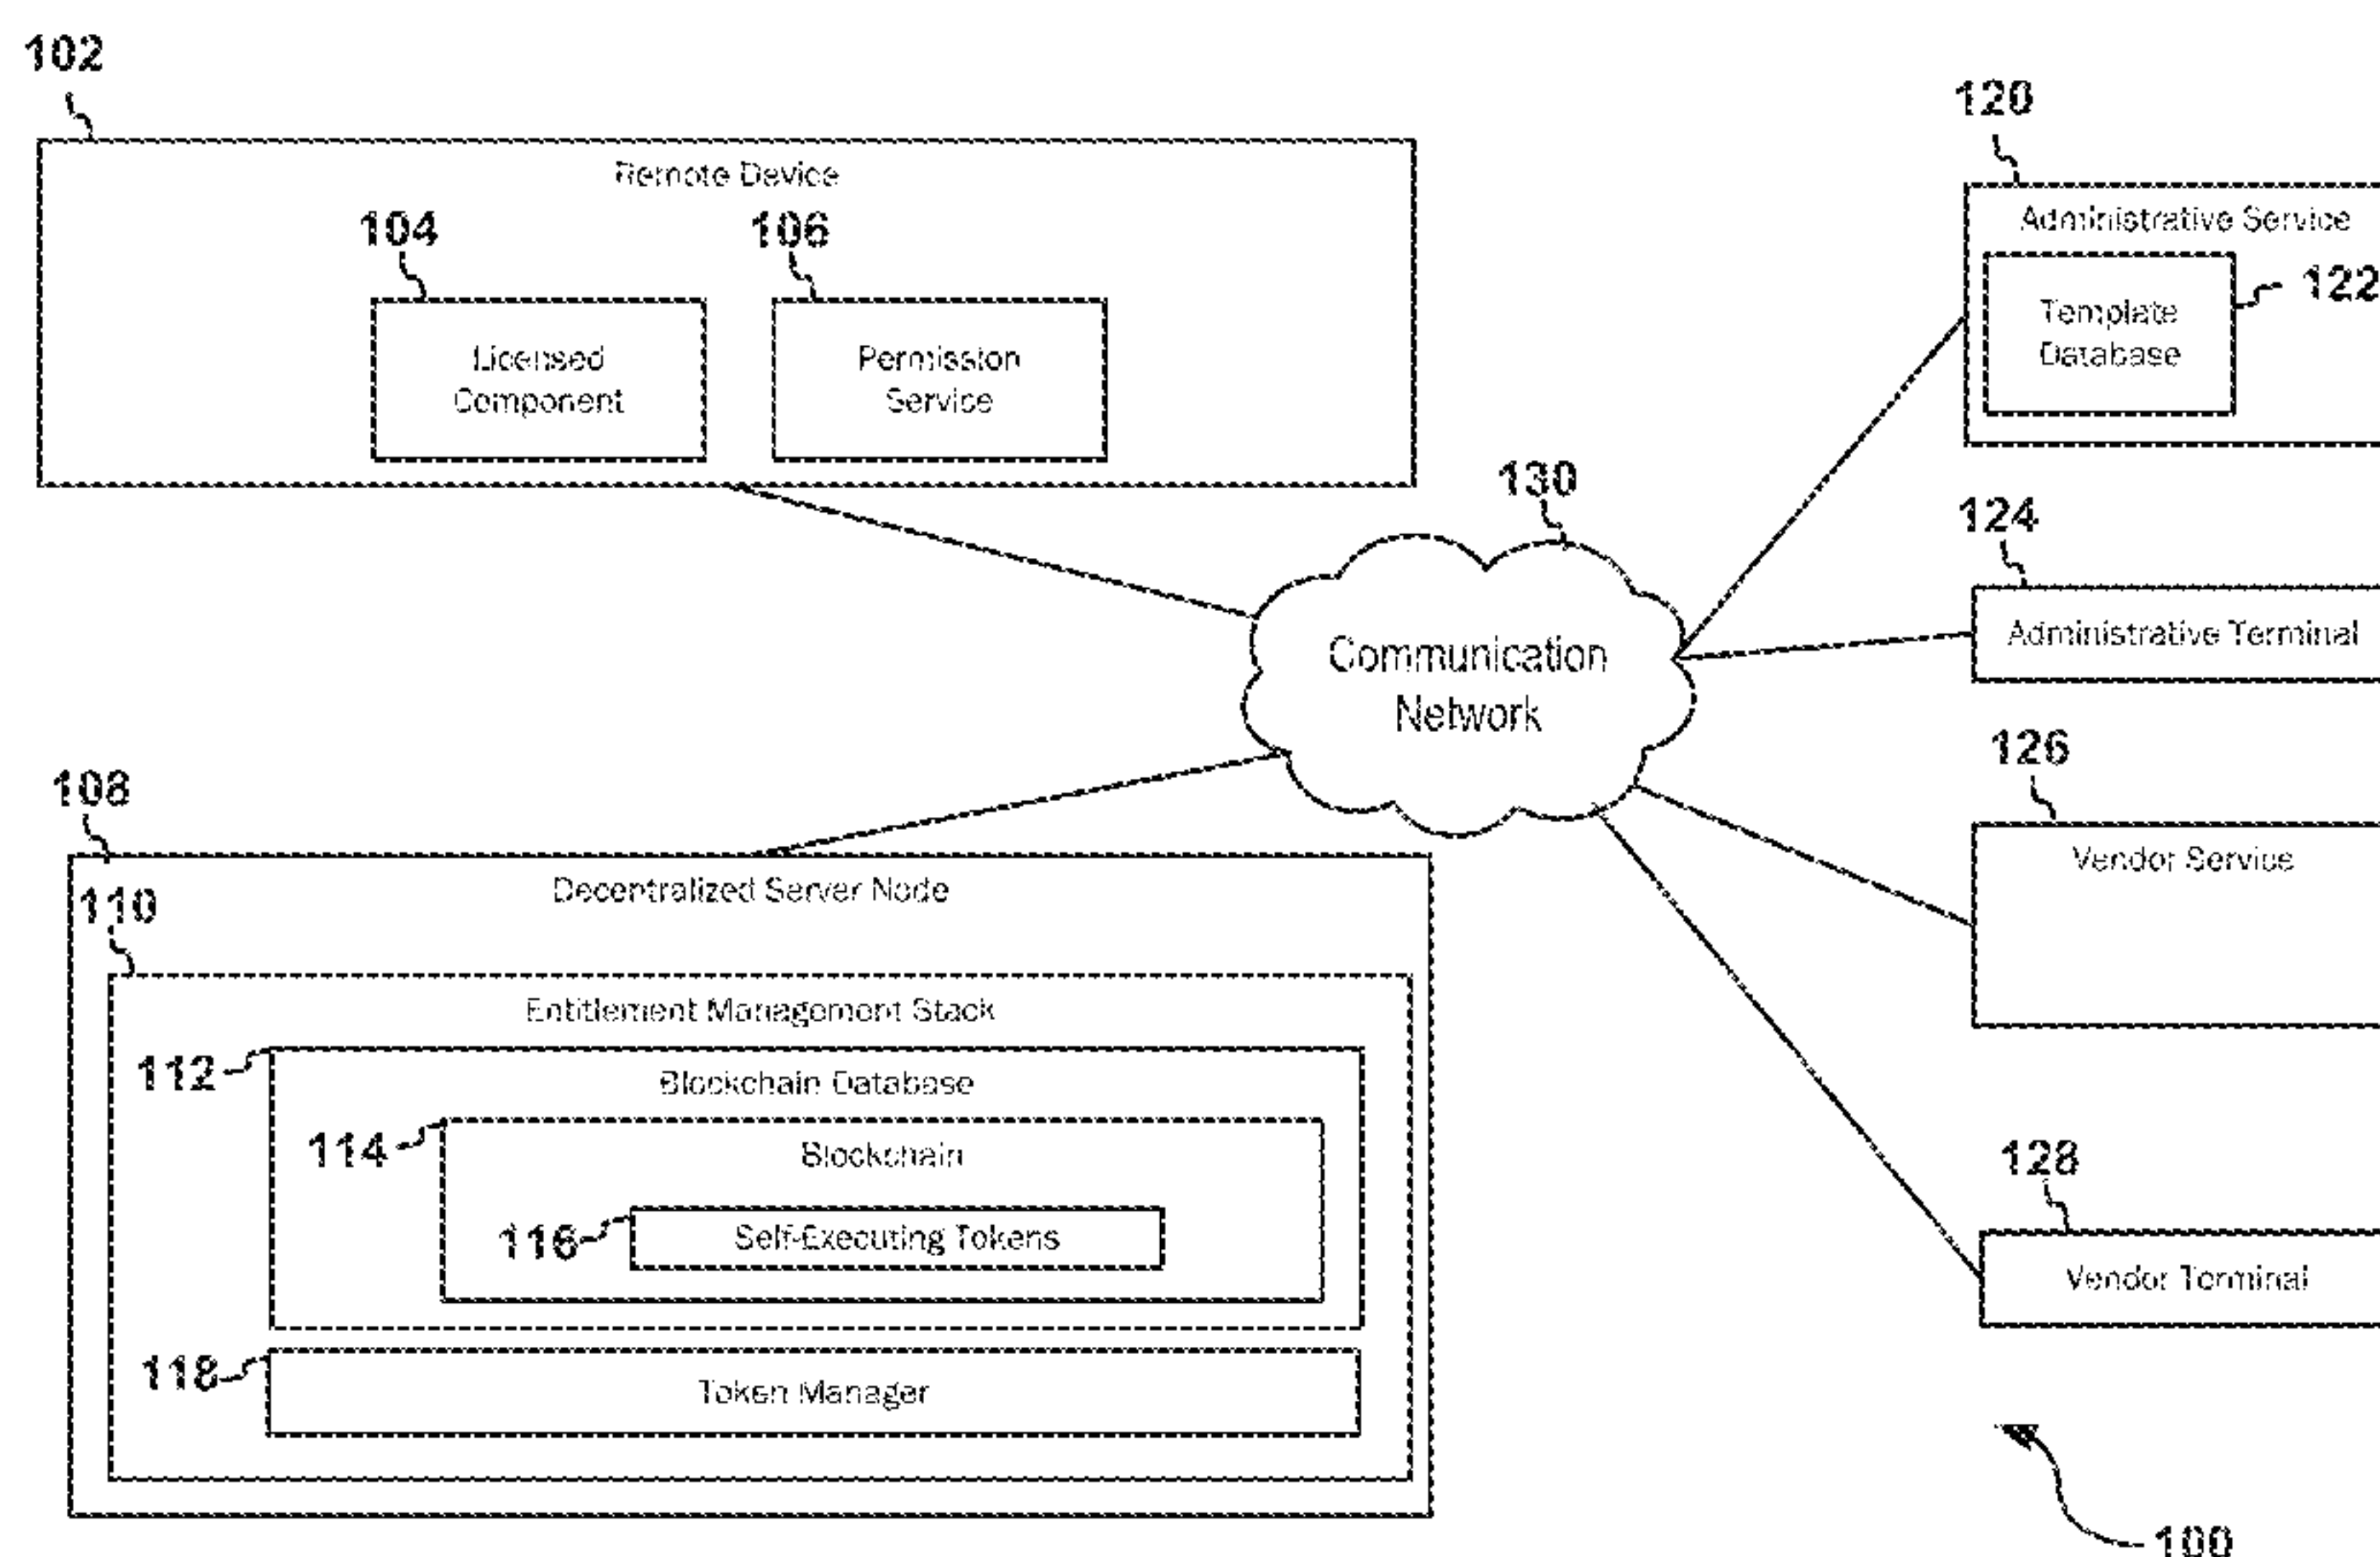 102
Remote Device
104
106
Licensed
Component
Permission
Service
120
Administrative Service
122
Template
Database
130
Communication
Network
124
Administrative Terminal
126
Vendor Service
108
Decentralized Server Node
110
Entitlement Management Stack
112
Blockchain Database
114
Blockchain
116
Self-Executing Tokens
118
Token Manager
128
Vendor Terminal
100